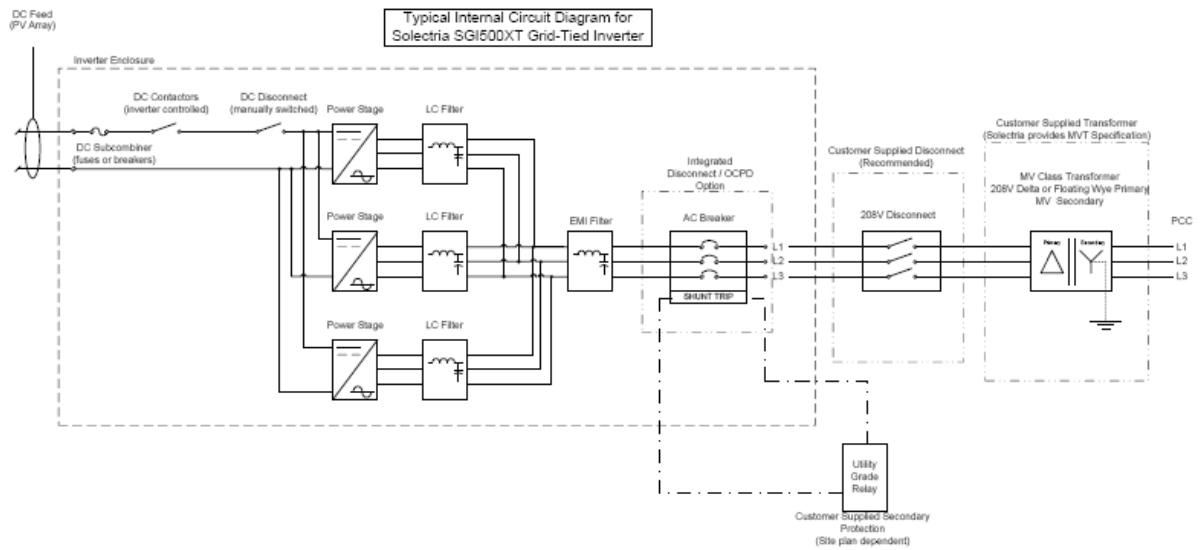 DC Feed
(PV Array)
Typical Internal Circuit Diagram for
Solectria SGI500XT Grid-Tied Inverter
Inverter Enclosure
DC Contactors
(inverter controlled)
DC Disconnect
(manually switched)
Power Stage
LC Filter
DC Subcombiner
(fuses or breakers)
Power Stage
LC Filter
EMI Filter
Power Stage
LC Filter
Integrated
Disconnect / OCPD
Option
AC Breaker
L1
L2
L3
SHUNT TRIP
Customer Supplied Disconnect
(Recommended)
208V Disconnect
Customer Supplied Transformer
(Solectria provides MVT Specification)
MV Class Transformer
208V Delta or Floating Wye Primary
MV Secondary
Primary
Secondary
PCC
L1
L2
L3
Utility
Grade
Relay
Customer Supplied Secondary
Protection
(Site plan dependent)